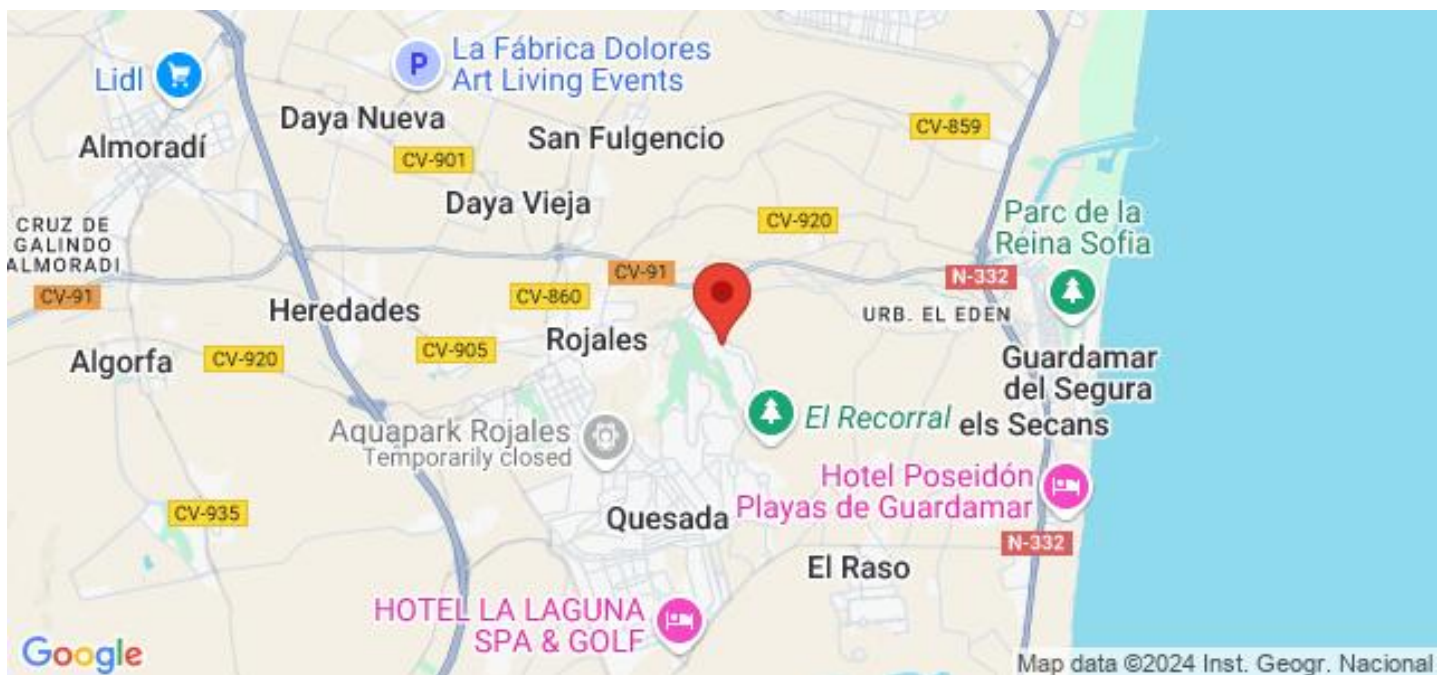 La Fábrica Dolores
Art Living Events
P
Lidl
Daya Nueva
CV-859
Almoradí
San Fulgencio
CV-901
Daya Vieja
CV-920
Parc de la
Reina Sofia
CRUZ DE
GALINDO
ALMORADI
CV-91
N-332
CV-91
CV-860
Heredades
URB. EL EDEN
Rojales
CV-905
CV-920
Algorfa
Guardamar
del Segura
El Recorral
els Secans
Aquapark Rojales
Temporarily closed
Hotel Poseidón
Playas de Guardamar
CV-935
Quesada
N-332
El Raso
HOTEL LA LAGUNA
SPA & GOLF
Google
Map data ©2024 Inst. Geogr. Nacional